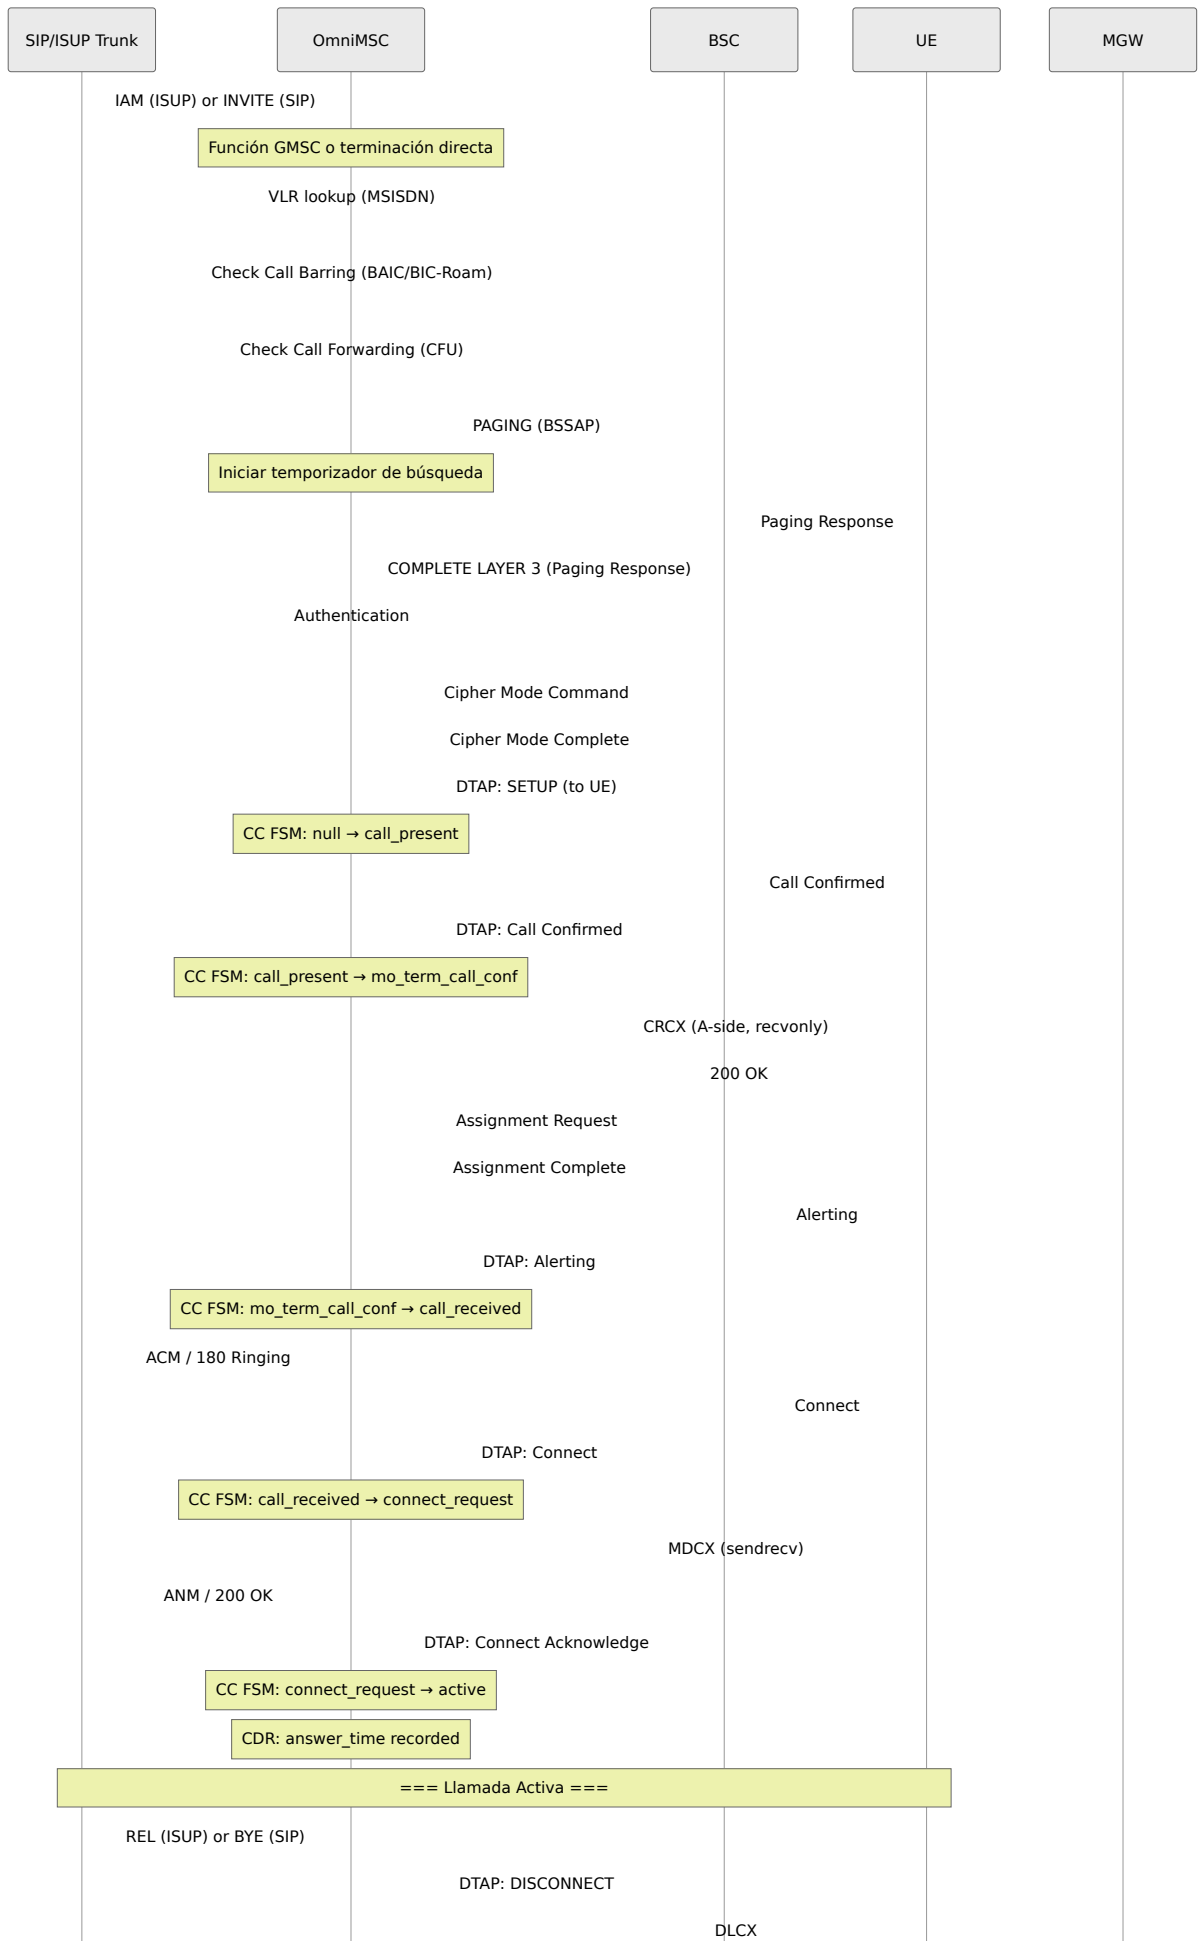 SIP/ISUP Trunk
OmniMSC
BSC
UE
MGW
IAM (ISUP) or INVITE (SIP)
Función GMSC o terminación directa
VLR lookup (MSISDN)
Check Call Barring (BAIC/BIC-Roam)
Check Call Forwarding (CFU)
PAGING (BSSAP)
Iniciar temporizador de búsqueda
Paging Response
COMPLETE LAYER 3 (Paging Response)
Authentication
Cipher Mode Command
Cipher Mode Complete
DTAP: SETUP (to UE)
CC FSM: null → call_present
Call Confirmed
DTAP: Call Confirmed
CC FSM: call_present → mo_term_call_conf
CRCX (A-side, recvonly)
200 OK
Assignment Request
Assignment Complete
Alerting
DTAP: Alerting
CC FSM: mo_term_call_conf → call_received
ACM / 180 Ringing
Connect
DTAP: Connect
CC FSM: call_received → connect_request
MDCX (sendrecv)
ANM / 200 OK
DTAP: Connect Acknowledge
CC FSM: connect_request → active
CDR: answer_time recorded
=== Llamada Activa ===
REL (ISUP) or BYE (SIP)
DTAP: DISCONNECT
DLCX